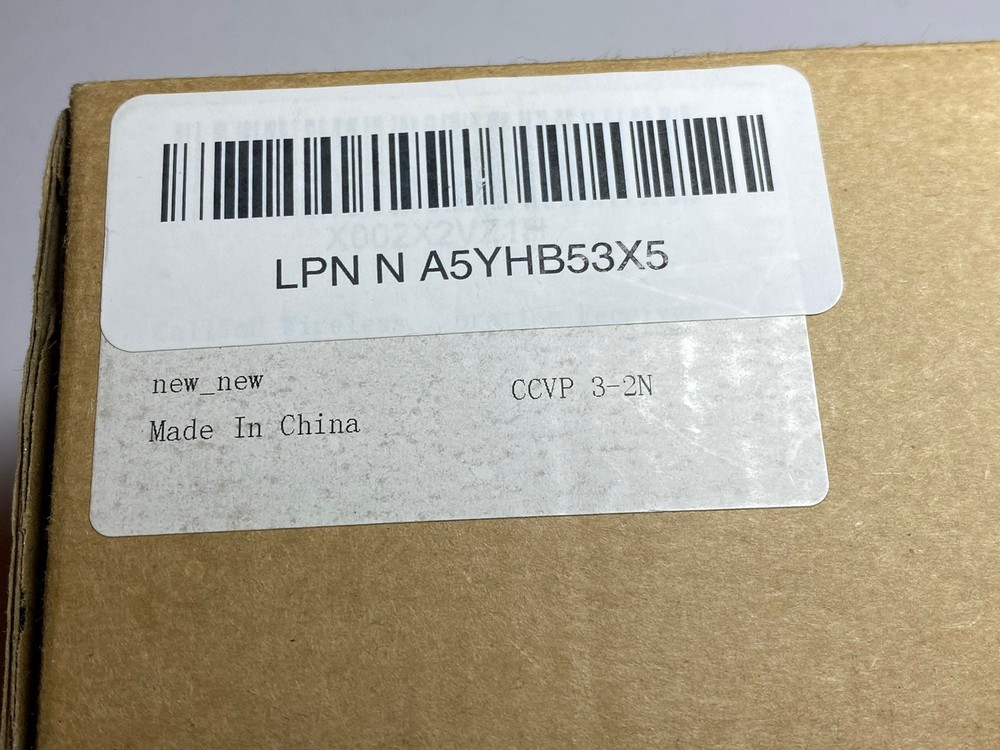 LPN N A5YHB53X5
new_new
CCVP 3-2N
Made In China